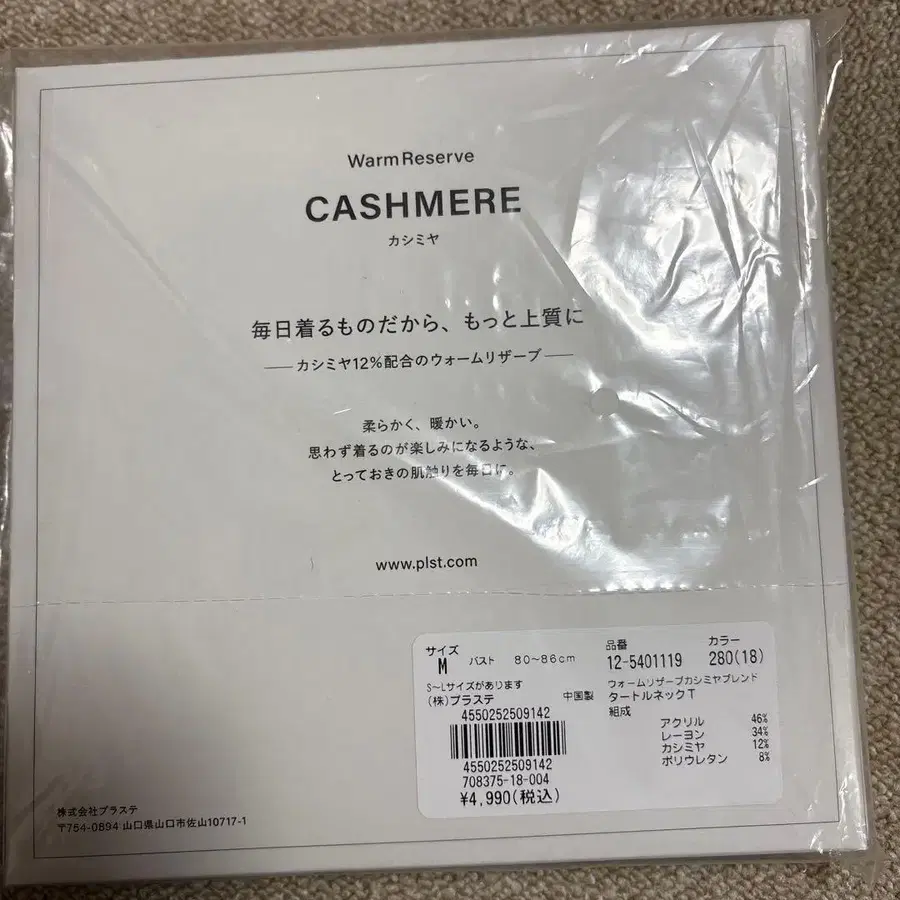 WarmReserve
CASHMERE
カシミヤ
毎日着るものだから、もっと上質に
カシミヤ12%配合のウォームリザーブ
柔らかく、暖かい。
思わず着るのが楽しみになるような、
とっておきの肌触りを毎日に。
www.plst.com
サイズ
M バスト 80~86cm
S~Lサイズがあります
(株)プラステ 中国製
4550252509142
4550252509142
708375-18-004
¥4,990(税込)
品番 カラー
12-5401119 280(18)
ウォームリザーブカシミヤブレンド
タートルネックT
組成
アクリル 46%
レーヨン 34%
カシミヤ 12%
ポリウレタン 8%
株式会社プラステ
〒754-0894 山口県山口市佐山10717-1